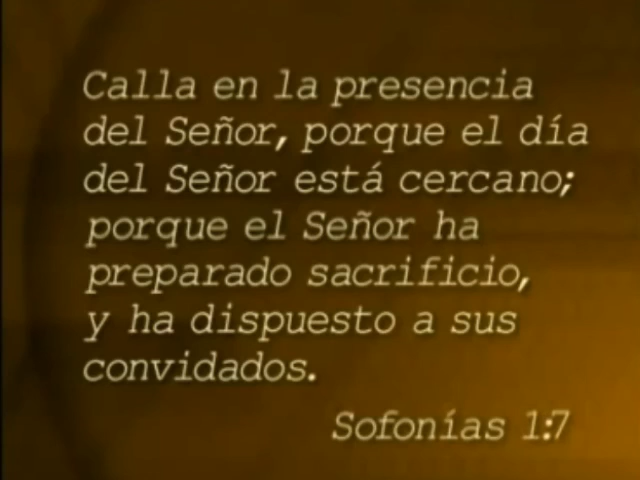 Calla en la presencia
del Señor, porque el día
del Señor está cercano;
porque el Señor ha
preparado sacrificio,
y ha dispuesto a sus
convidados.
Sofonías 1:7